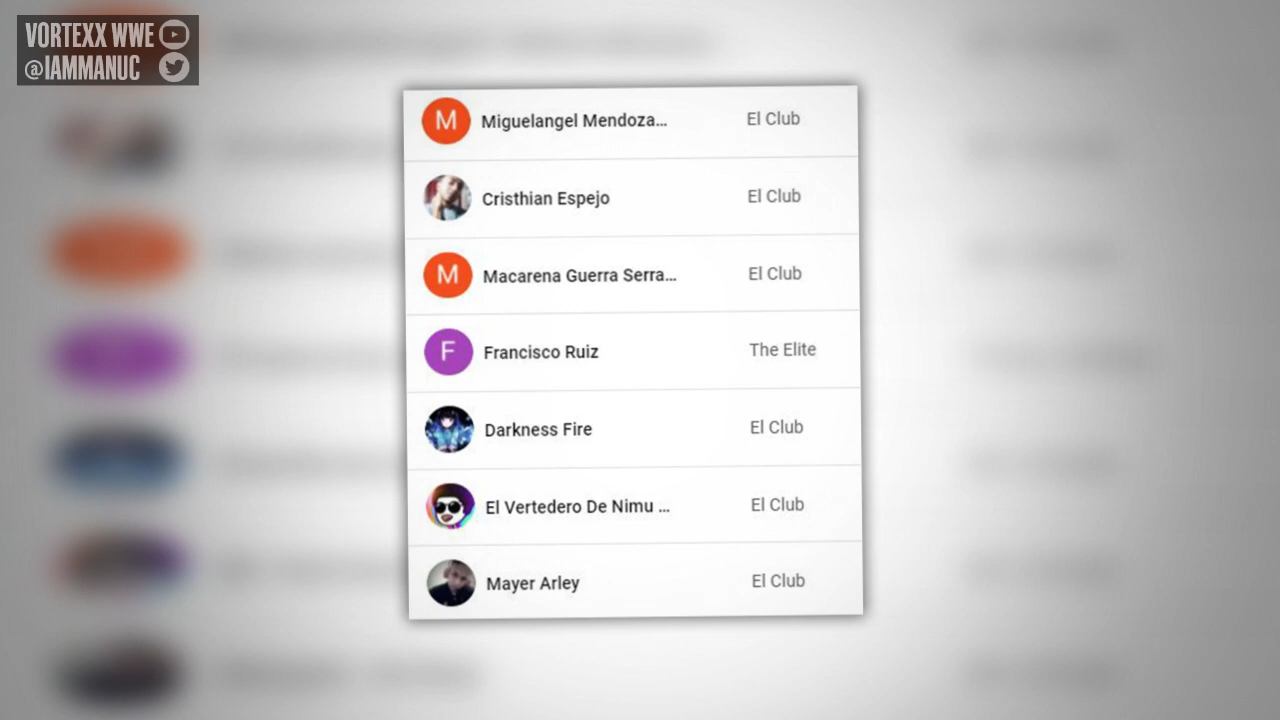 VORTEXX WWE
@IAMMANUC
M Miguelangel Mendoza... El Club
Cristhian Espejo El Club
M Macarena Guerra Serra... El Club
F Francisco Ruiz The Elite
Darkness Fire El Club
El Vertedero De Nimu ... El Club
Mayer Arley El Club